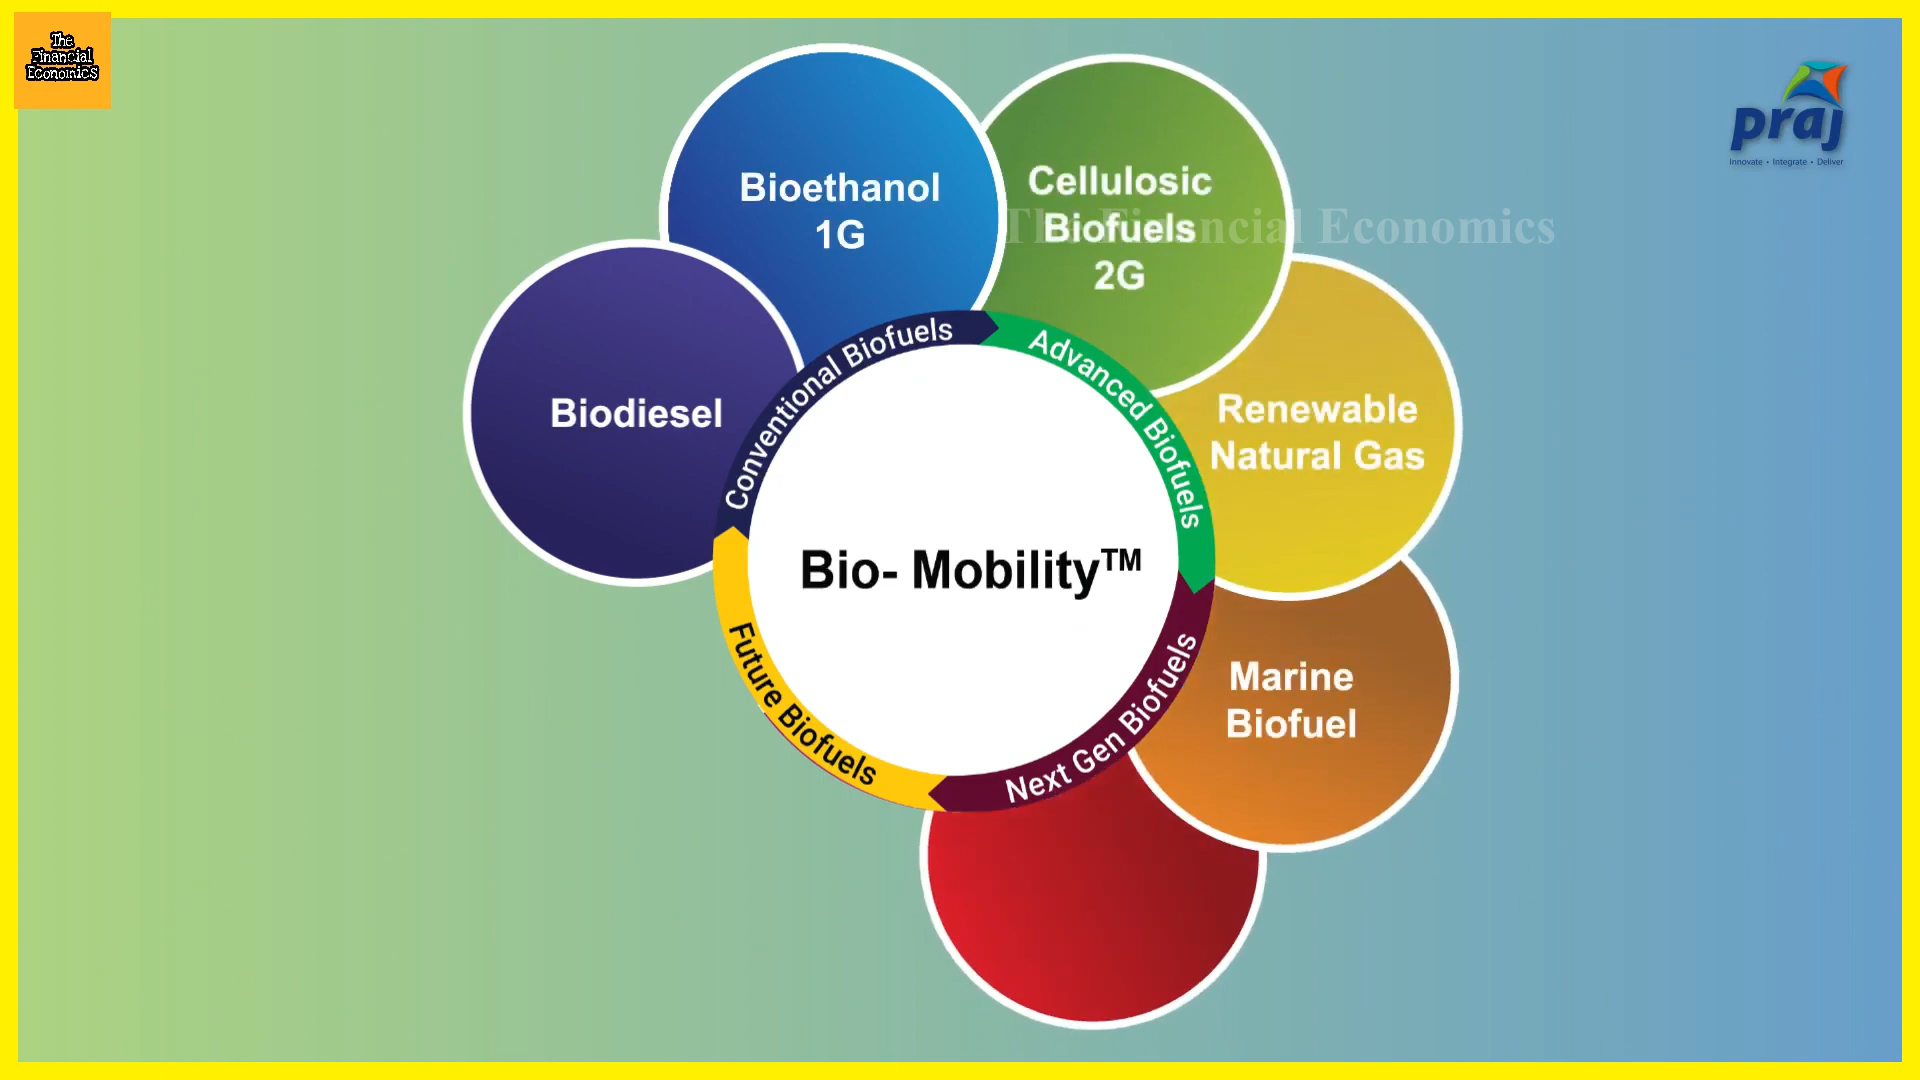 The
Financial
Economics
praj
Innovate • Integrate • Deliver
Bioethanol
1G
Cellulosic
Biofuels
2G
The Financial Economics
Biodiesel
Renewable
Natural Gas
Marine
Biofuel
Conventional Biofuels
Advanced Biofuels
Next Gen Biofuels
Future Biofuels
Bio- Mobility™